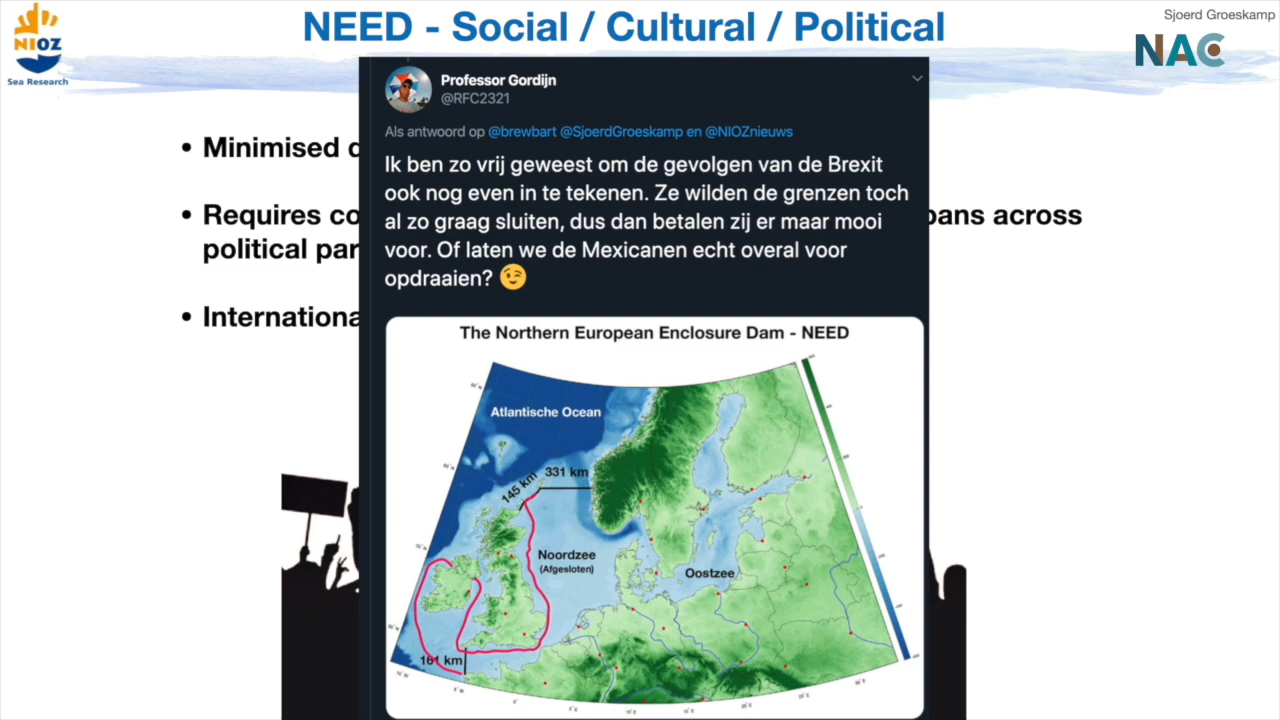 NEED - Social / Cultural / Political
Sjoerd Groeskamp
NIOZ
Sea Research
NAC
Professor Gordijn
@RFC2321
Als antwoord op @brewbart @SjoerdGroeskamp en @NIOZnieuws
Ik ben zo vrij geweest om de gevolgen van de Brexit
ook nog even in te tekenen. Ze wilden de grenzen toch
al zo graag sluiten, dus dan betalen zij er maar mooi
voor. Of laten we de Mexicanen echt overal voor
opdraaien? 😉
• Minimised
• Requires
across
political
•
The Northern European Enclosure Dam - NEED
Atlantische Ocean
331 km
145 km
Noordzee
(Afgesloten)
Oostzee
161 km